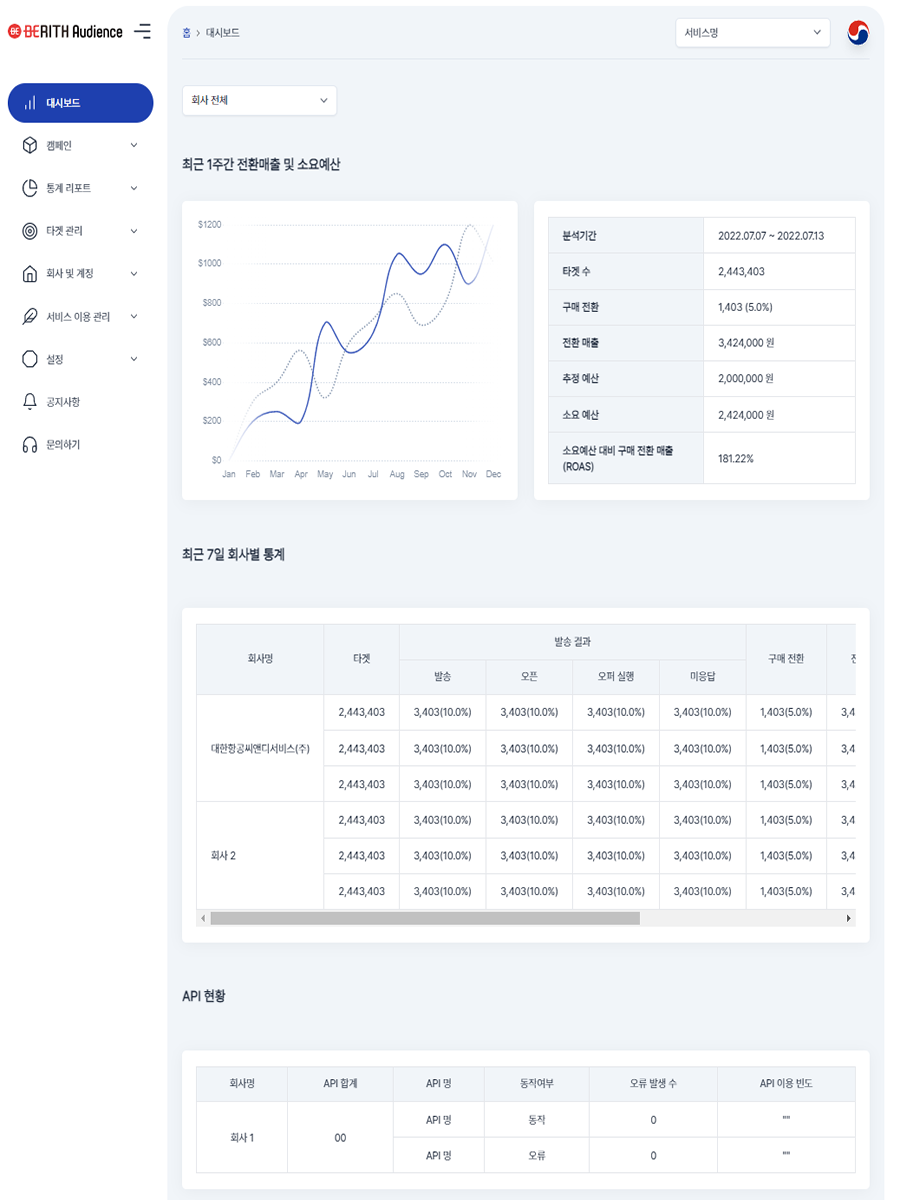 BERITH Audience
홈 > 대시보드
서비스명
대시보드
캠페인
통계 리포트
타겟 관리
회사 및 계정
서비스 이용 관리
설정
공지사항
문의하기
회사 전체
최근 1주간 전환매출 및 소요예산
$1200
$1000
$800
$600
$400
$200
$0
Jan Feb Mar Apr May Jun Jul Aug Sep Oct Nov Dec
분석기간 2022.07.07 ~ 2022.07.13
타겟 수 2,443,403
구매 전환 1,403 (5.0%)
전환 매출 3,424,000 원
추정 예산 2,000,000 원
소요 예산 2,424,000 원
소요예산 대비 구매 전환 매출
(ROAS) 181.22%
최근 7일 회사별 통계
회사명 타겟 발송 결과 구매 전환
발송 오픈 오퍼 실행 미응답
2,443,403 3,403(10.0%) 3,403(10.0%) 3,403(10.0%) 3,403(10.0%) 1,403(5.0%) 3,4
대한항공씨앤디서비스(주) 2,443,403 3,403(10.0%) 3,403(10.0%) 3,403(10.0%) 3,403(10.0%) 1,403(5.0%) 3,4
2,443,403 3,403(10.0%) 3,403(10.0%) 3,403(10.0%) 3,403(10.0%) 1,403(5.0%) 3,4
2,443,403 3,403(10.0%) 3,403(10.0%) 3,403(10.0%) 3,403(10.0%) 1,403(5.0%) 3,4
회사 2 2,443,403 3,403(10.0%) 3,403(10.0%) 3,403(10.0%) 3,403(10.0%) 1,403(5.0%) 3,4
2,443,403 3,403(10.0%) 3,403(10.0%) 3,403(10.0%) 3,403(10.0%) 1,403(5.0%) 3,4
API 현황
회사명 API 합계 API 명 동작여부 오류 발생 수 API 이용 빈도
회사 1 00 API 명 동작 0 ""
API 명 오류 0 ""